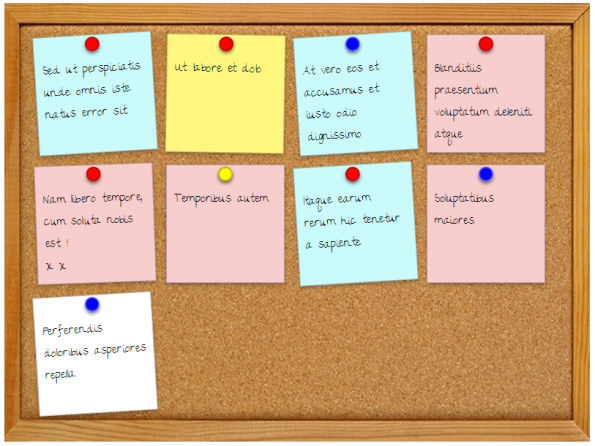 Sed ut perspiciatis
unde omnis iste
natus error sit
Ut labore et dob
At vero eos et
accusamus et
iusto odio
dignissimo
Blanditiis
praesentium
voluptatum deleniti
atque
Nam libero tempore,
cum soluta nobis
est !
x x
Temporibus autem
Itaque earum
rerum hic tenetur
a sapiente
Soluptatibus
maiores
Perferendis
doloribus asperiores
repella.